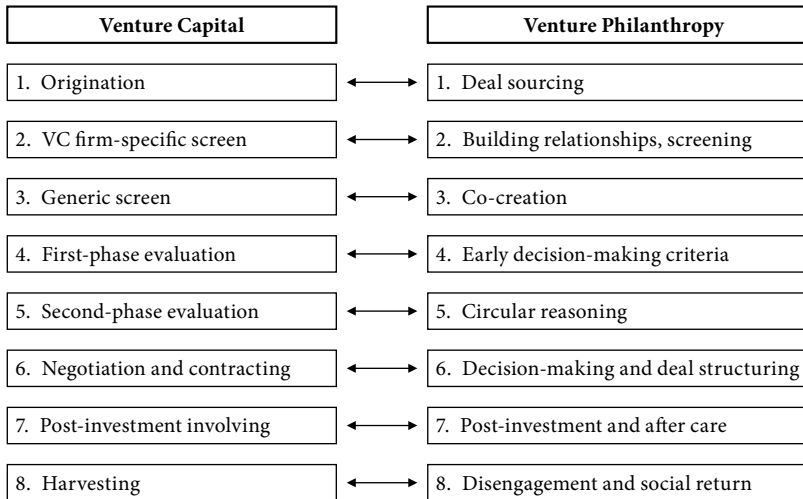 Venture Capital Venture Philanthropy
1. Origination 1. Deal sourcing
2. VC firm-specific screen 2. Building relationships, screening
3. Generic screen 3. Co-creation
4. First-phase evaluation 4. Early decision-making criteria
5. Second-phase evaluation 5. Circular reasoning
6. Negotiation and contracting 6. Decision-making and deal structuring
7. Post-investment involving 7. Post-investment and after care
8. Harvesting 8. Disengagement and social return